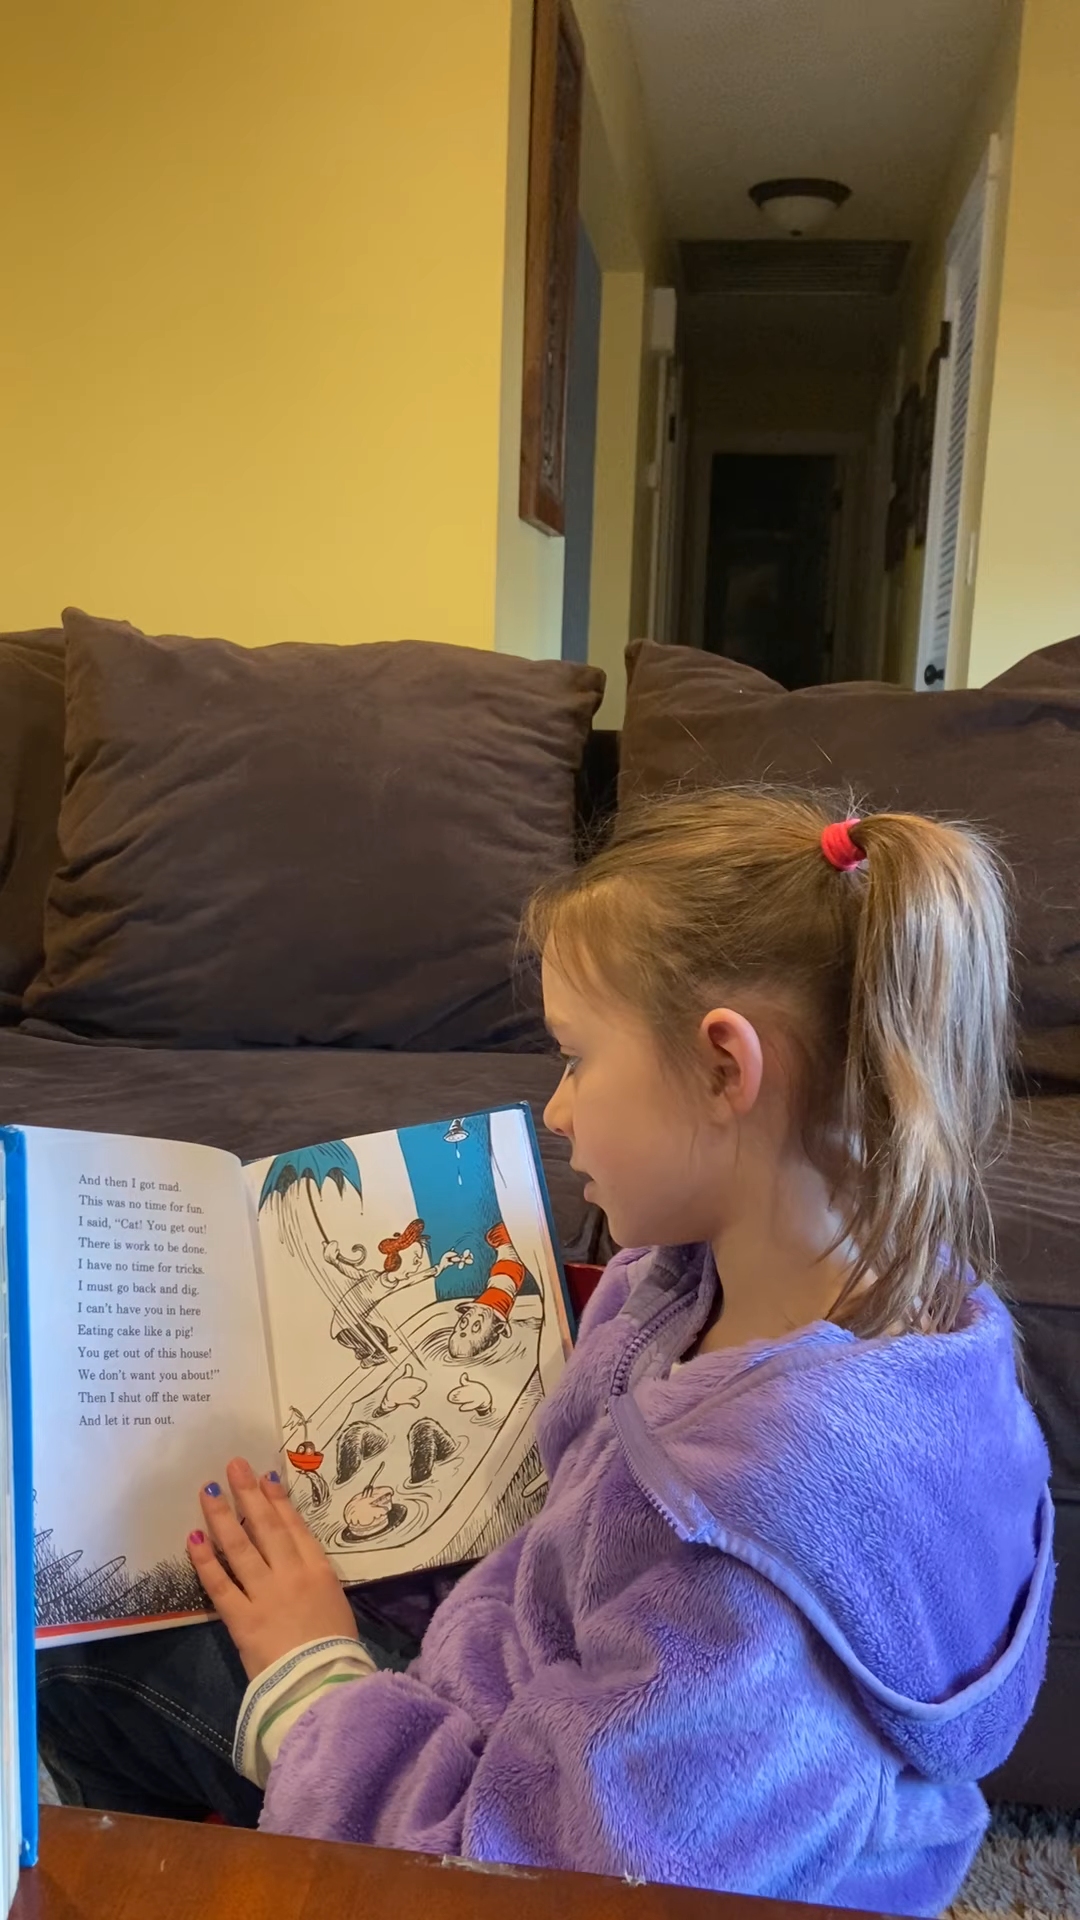 And then I got mad.
This was no time for fun.
I said, “Cat! You get out!
There is work to be done.
I have no time for tricks.
I must go back and dig.
I can’t have you in here
Eating cake like a pig!
You get out of this house!
We don’t want you about!”
Then I shut off the water
And let it run out.